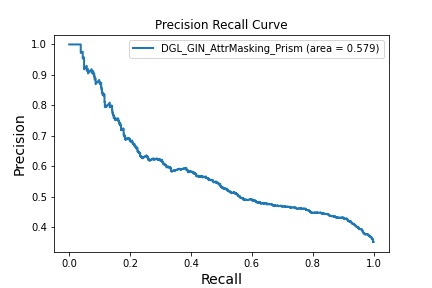 Precision Recall Curve
DGL_GIN_AttrMasking_Prism (area = 0.579)
1.0
0.9
0.8
0.7
0.6
0.5
0.4
Precision
0.0 0.2 0.4 0.6 0.8 1.0
Recall